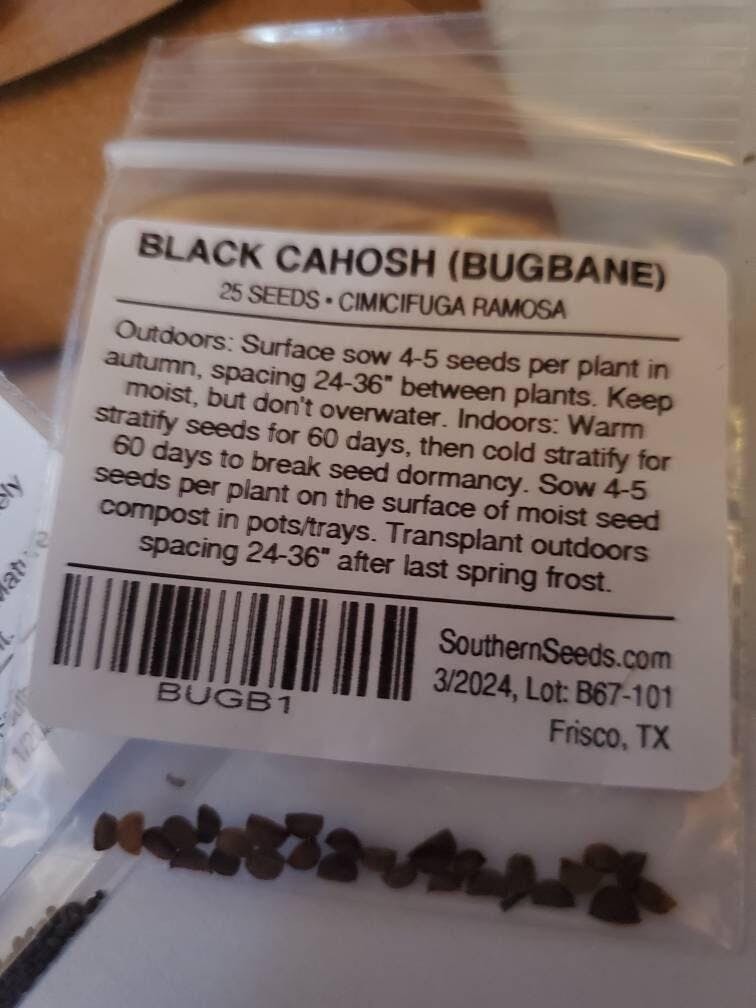 BLACK CAHOSH (BUGBANE)
25 SEEDS • CIMICIFUGA RAMOSA
Outdoors: Surface sow 4-5 seeds per plant in
autumn, spacing 24-36" between plants. Keep
moist, but don't overwater. Indoors: Warm
stratify seeds for 60 days, then cold stratify for
60 days to break seed dormancy. Sow 4-5
seeds per plant on the surface of moist seed
compost in pots/trays. Transplant outdoors
spacing 24-36" after last spring frost.
BUGB1
SouthernSeeds.com
3/2024, Lot: B67-101
Frisco, TX